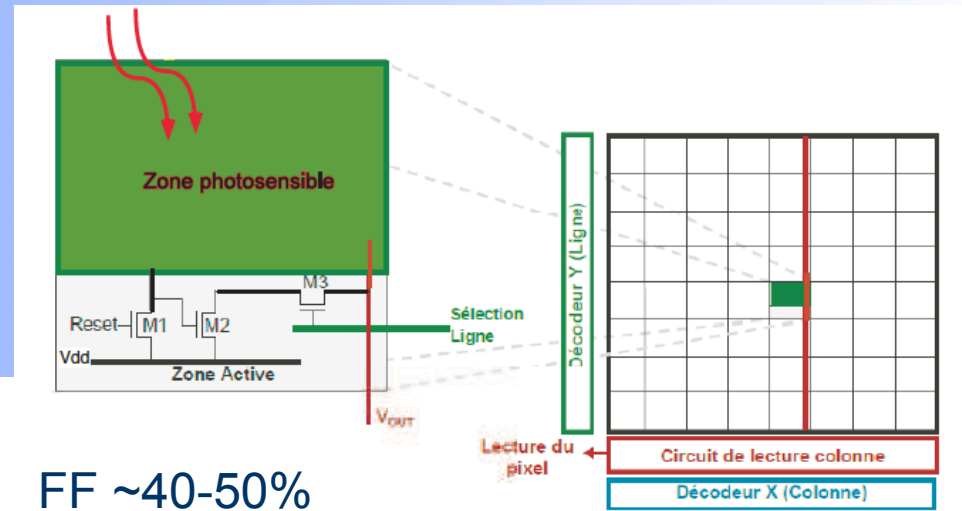 Zone photosensible
M3
Reset
M1
M2
Sélection
Ligne
Vdd
Zone Active
VOUT
FF ~40-50%
Décodeur Y (Ligne)
Lecture du
pixel
Circuit de lecture colonne
Décodeur X (Colonne)